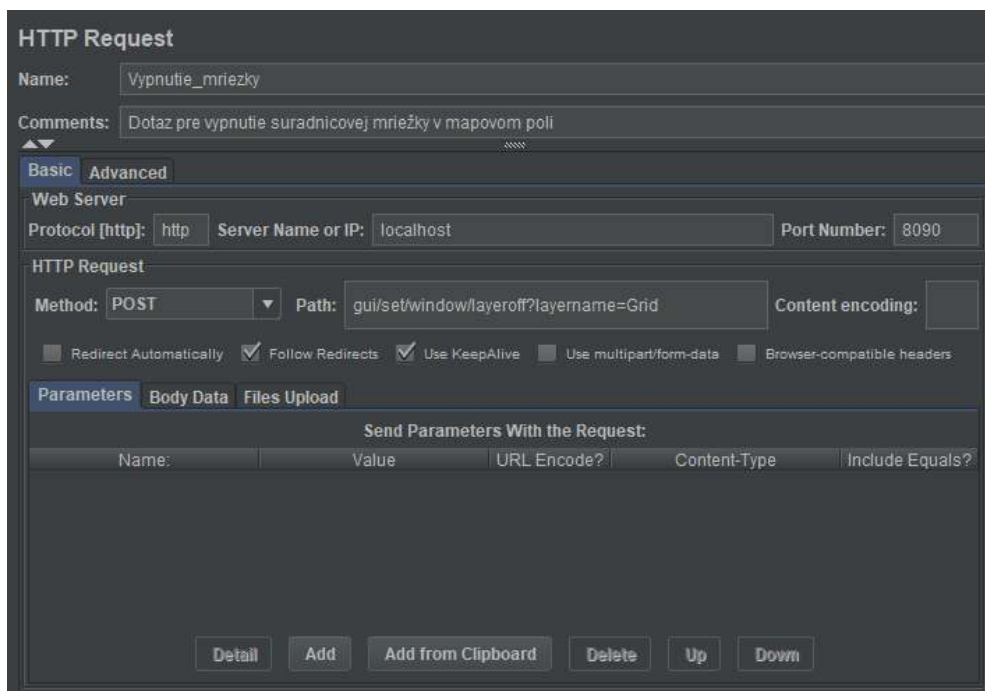 HTTP Request
Name: Vypnutie_mriezky
Comments: Dotaz pre vypnutie suradnicovej mriežky v mapovom poli
Basic Advanced
Web Server
Protocol [http]: http Server Name or IP: localhost Port Number: 8090
HTTP Request
Method: POST Path: gui/set/window/layeroff?layername=Grid Content encoding:
Redirect Automatically Follow Redirects Use KeepAlive Use multipart/form-data Browser-compatible headers
Parameters Body Data Files Upload
Send Parameters With the Request:
Name: Value URL Encode? Content-Type Include Equals?
Detail Add Add from Clipboard Delete Up Down